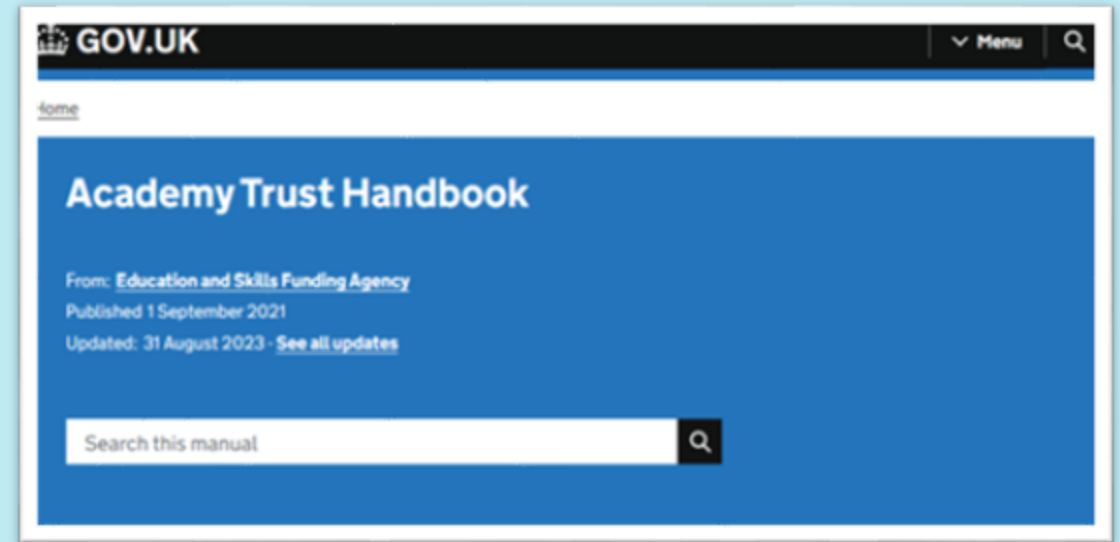 GOV.UK
Menu
Home
Academy Trust Handbook
From: Education and Skills Funding Agency
Published 1 September 2021
Updated: 31 August 2023 - See all updates
Search this manual